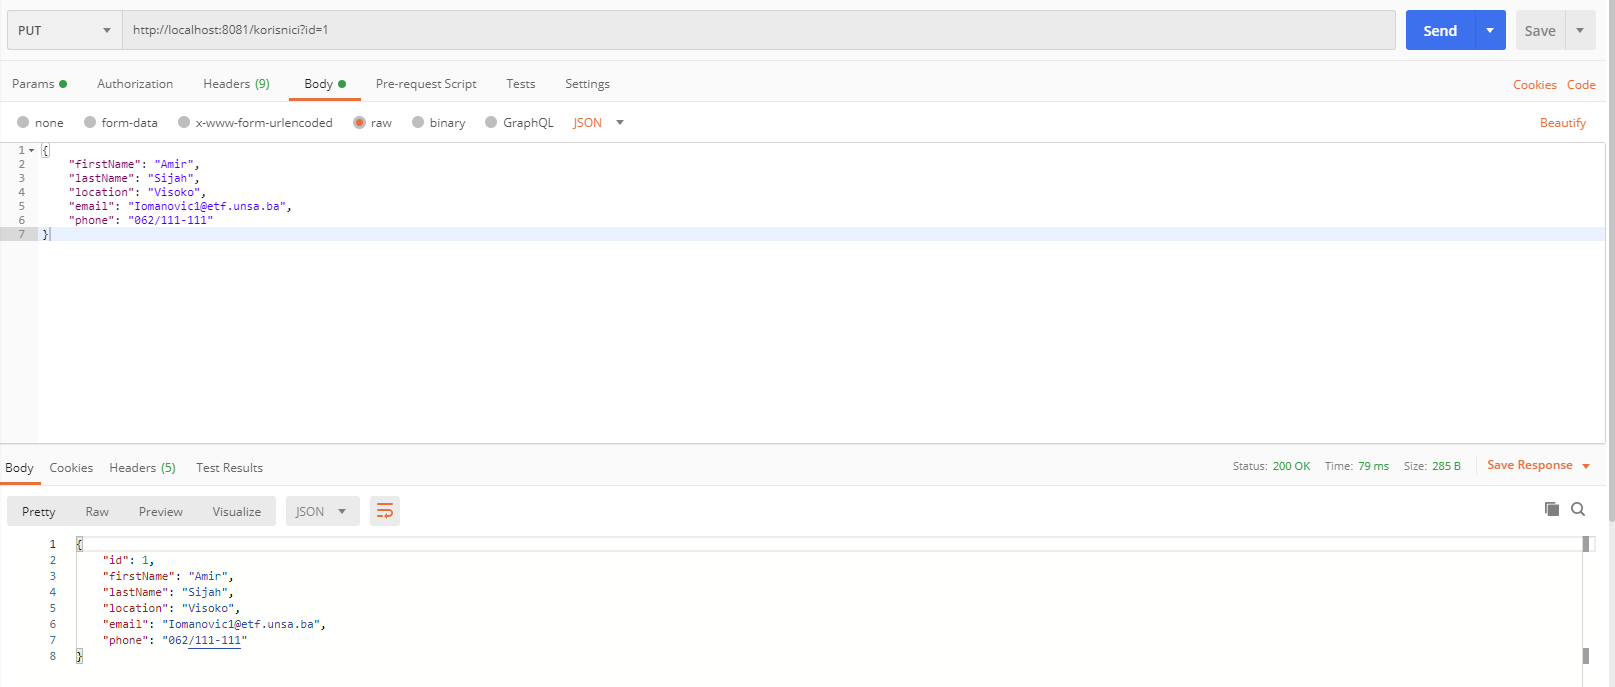 PUT http://localhost:8081/korisnici?id=1 Send Save
Params Authorization Headers (9) Body Pre-request Script Tests Settings Cookies Code
none form-data x-www-form-urlencoded raw binary GraphQL JSON Beautify
1 {
2 "firstName": "Amir",
3 "lastName": "Sijah",
4 "location": "Visoko",
5 "email": "Iomanovic1@etf.unsa.ba",
6 "phone": "062/111-111"
7 }
Body Cookies Headers (5) Test Results Status: 200 OK Time: 79 ms Size: 285 B Save Response
Pretty Raw Preview Visualize JSON
1 {
2 "id": 1,
3 "firstName": "Amir",
4 "lastName": "Sijah",
5 "location": "Visoko",
6 "email": "Iomanovic1@etf.unsa.ba",
7 "phone": "062/111-111"
8 }